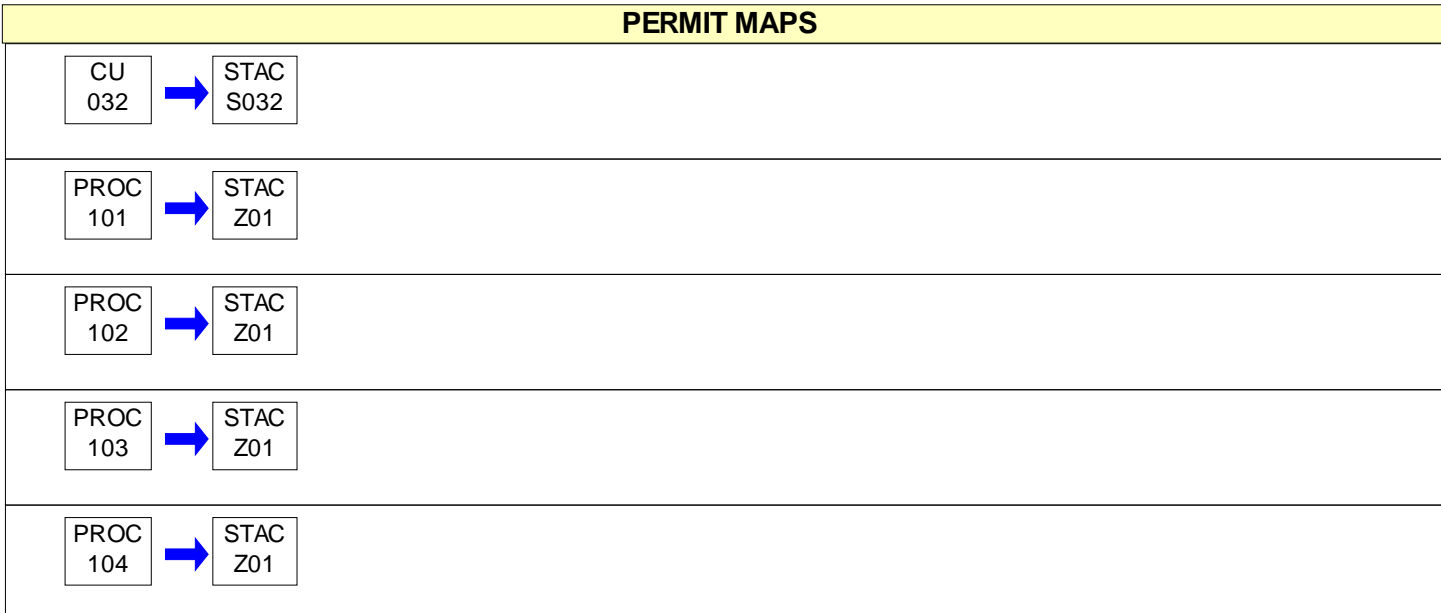 PERMIT MAPS
CU
032
STAC
S032
PROC
101
STAC
Z01
PROC
102
STAC
Z01
PROC
103
STAC
Z01
PROC
104
STAC
Z01